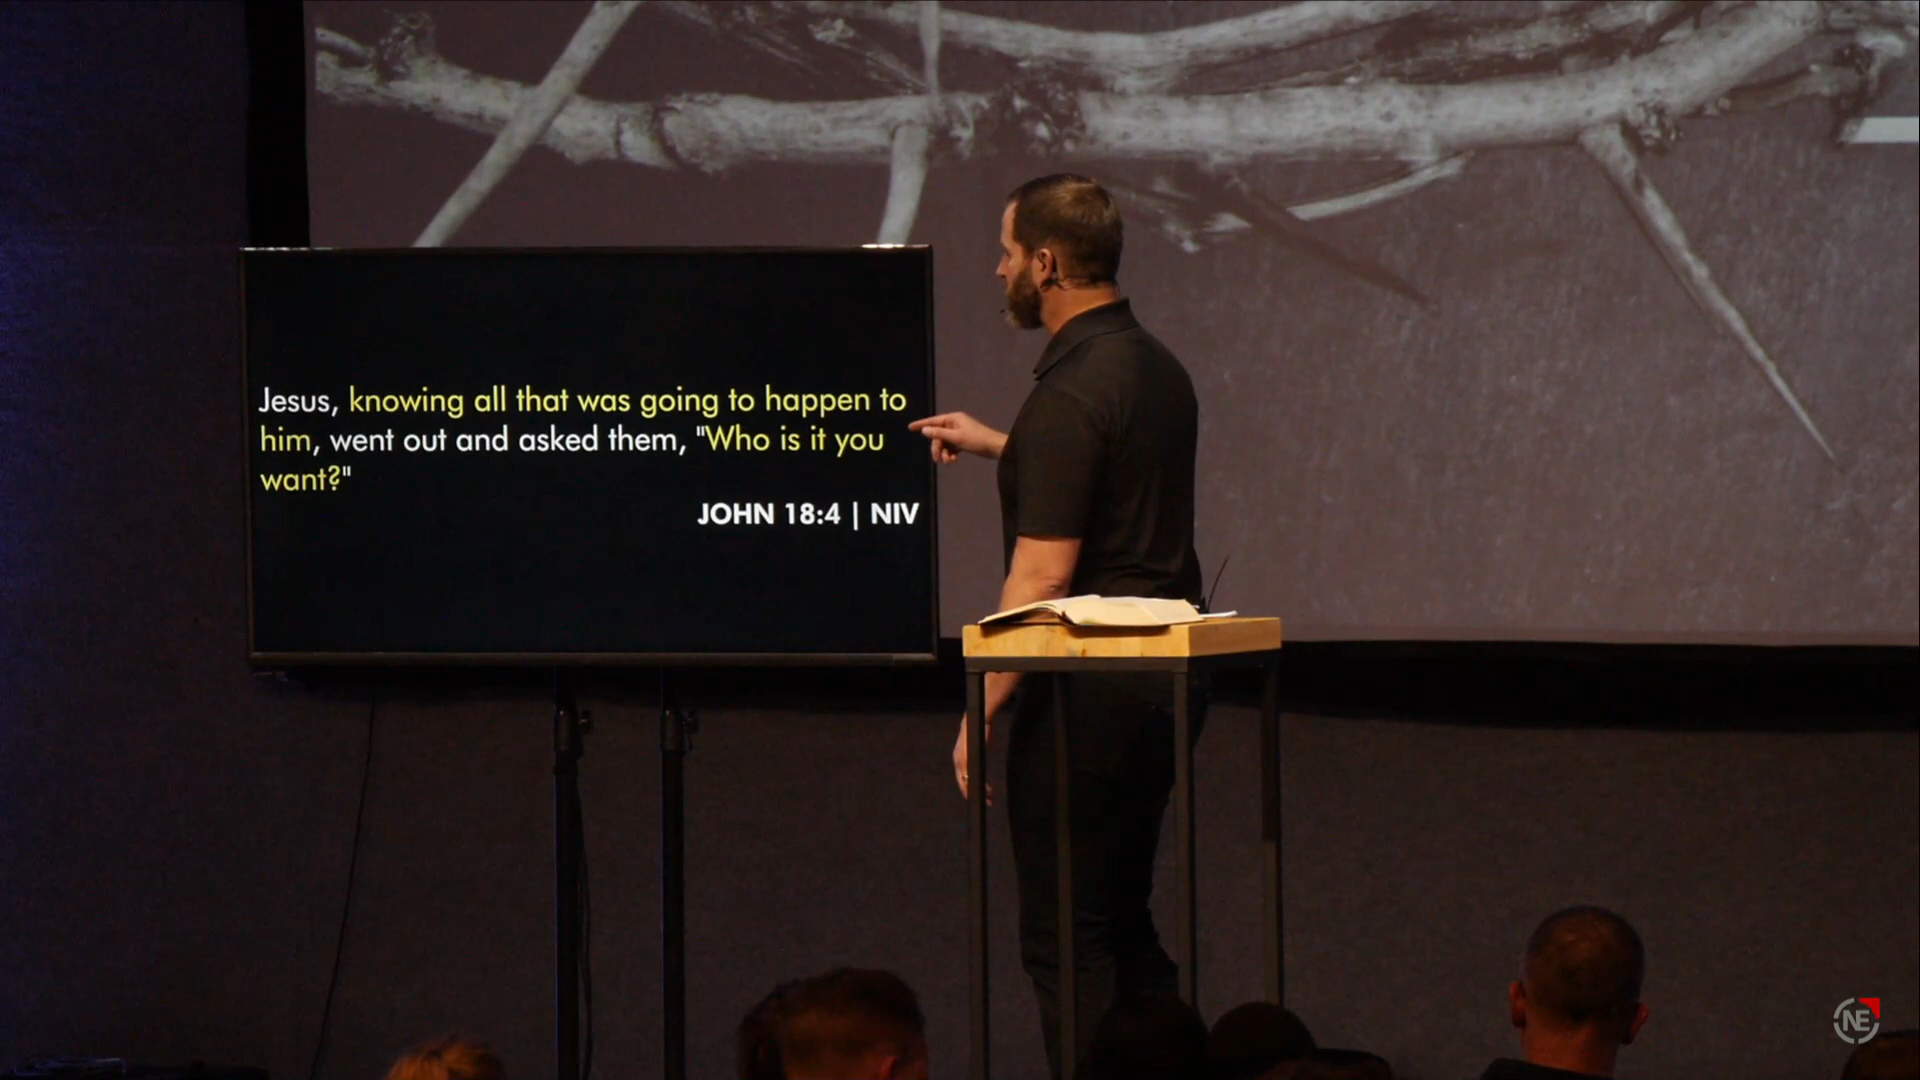 Jesus, knowing all that was going to happen to
him, went out and asked them, "Who is it you
want?"
JOHN 18:4 | NIV
NE